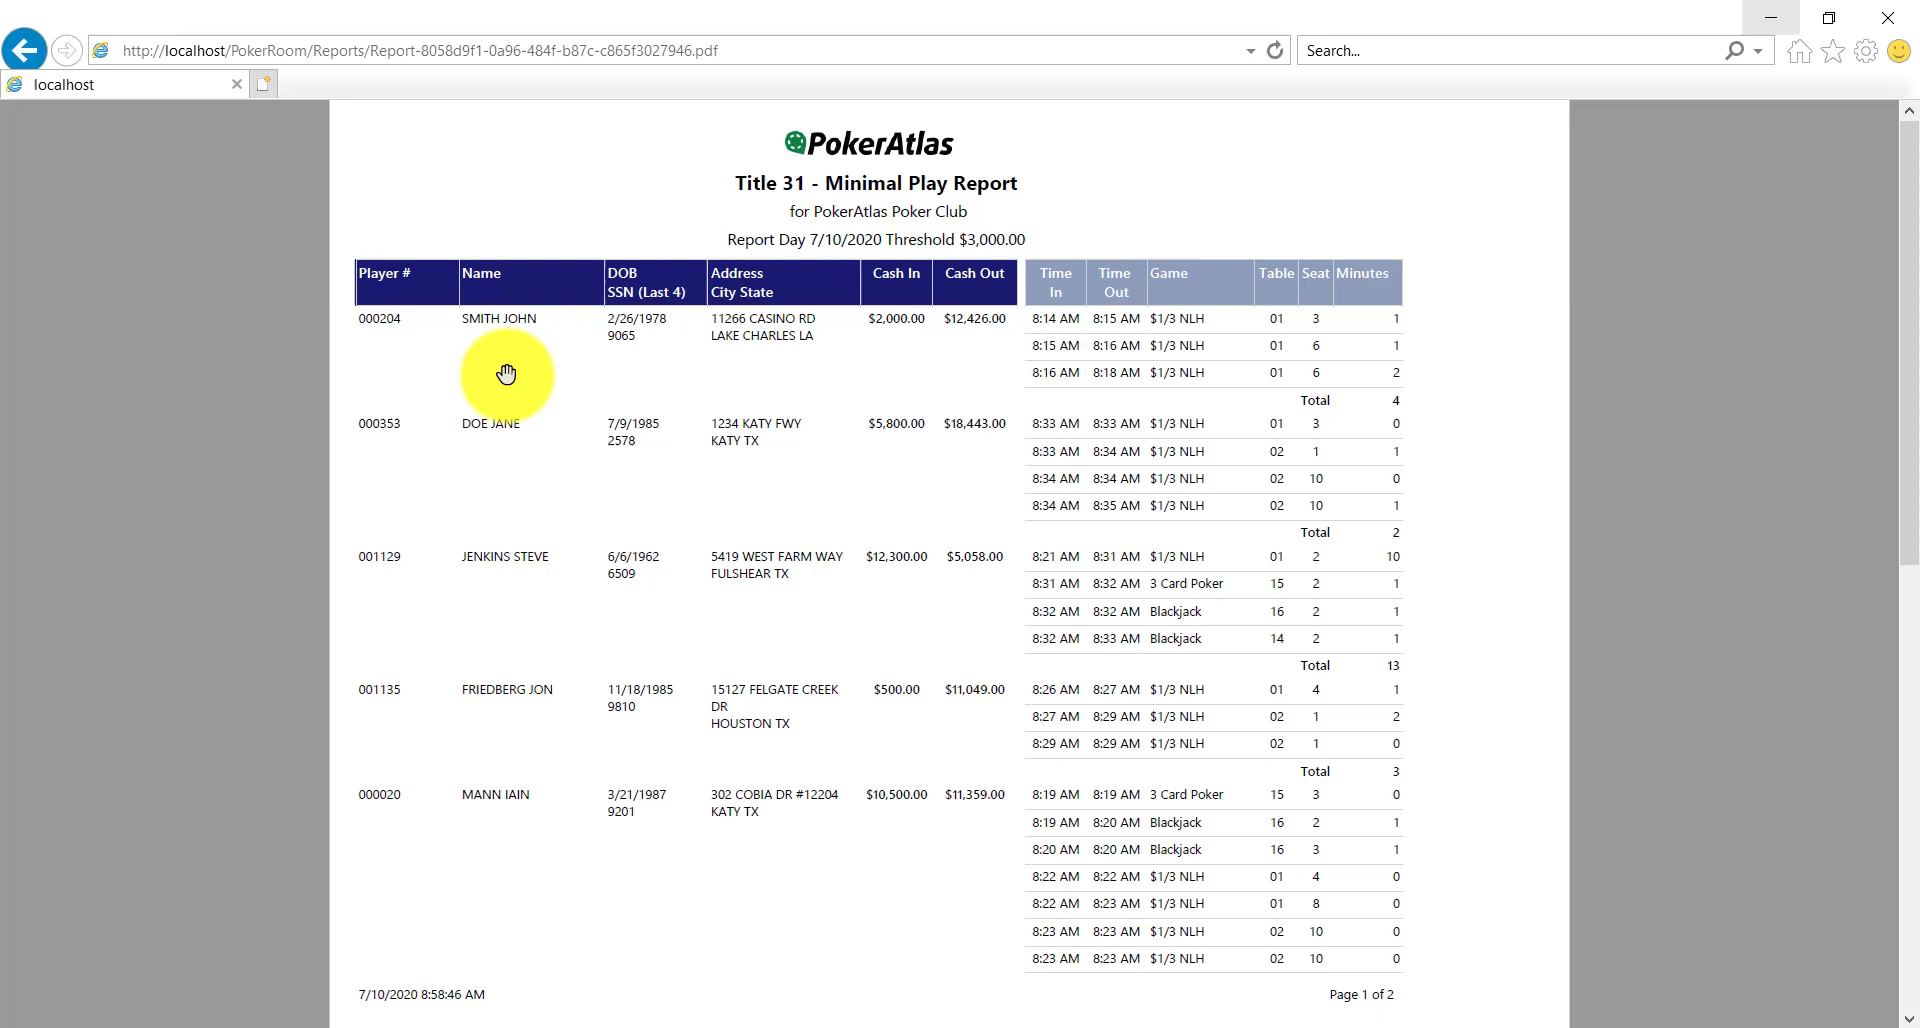 http://localhost/PokerRoom/Reports/Report-8058d9f1-0a96-484f-b87c-c865f3027946.pdf
Search...
localhost
PokerAtlas
Title 31 - Minimal Play Report
for PokerAtlas Poker Club
Report Day 7/10/2020 Threshold $3,000.00
Player # Name DOB Address Cash In Cash Out Time Time Game Table Seat Minutes
SSN (Last 4) City State In Out
000204 SMITH JOHN 2/26/1978 11266 CASINO RD $2,000.00 $12,426.00 8:14 AM 8:15 AM $1/3 NLH 01 3 1
9065 LAKE CHARLES LA
8:15 AM 8:16 AM $1/3 NLH 01 6 1
8:16 AM 8:18 AM $1/3 NLH 01 6 2
Total 4
000353 DOE JANE 7/9/1985 1234 KATY FWY $5,800.00 $18,443.00 8:33 AM 8:33 AM $1/3 NLH 01 3 0
2578 KATY TX
8:33 AM 8:34 AM $1/3 NLH 02 1 1
8:34 AM 8:34 AM $1/3 NLH 02 10 0
8:34 AM 8:35 AM $1/3 NLH 02 10 1
Total 2
001129 JENKINS STEVE 6/6/1962 5419 WEST FARM WAY $12,300.00 $5,058.00 8:21 AM 8:31 AM $1/3 NLH 01 2 10
6509 FULSHEAR TX
8:31 AM 8:32 AM 3 Card Poker 15 2 1
8:32 AM 8:32 AM Blackjack 16 2 1
8:32 AM 8:33 AM Blackjack 14 2 1
Total 13
001135 FRIEDBERG JON 11/18/1985 15127 FELGATE CREEK $500.00 $11,049.00 8:26 AM 8:27 AM $1/3 NLH 01 4 1
9810 DR
8:27 AM 8:29 AM $1/3 NLH 02 1 2
HOUSTON TX
8:29 AM 8:29 AM $1/3 NLH 02 1 0
Total 3
000020 MANN IAIN 3/21/1987 302 COBIA DR #12204 $10,500.00 $11,359.00 8:19 AM 8:19 AM 3 Card Poker 15 3 0
9201 KATY TX
8:19 AM 8:20 AM Blackjack 16 2 1
8:20 AM 8:20 AM Blackjack 16 3 1
8:22 AM 8:22 AM $1/3 NLH 01 4 0
8:22 AM 8:23 AM $1/3 NLH 01 8 0
8:23 AM 8:23 AM $1/3 NLH 02 10 0
8:23 AM 8:23 AM $1/3 NLH 02 10 0
7/10/2020 8:58:46 AM Page 1 of 2